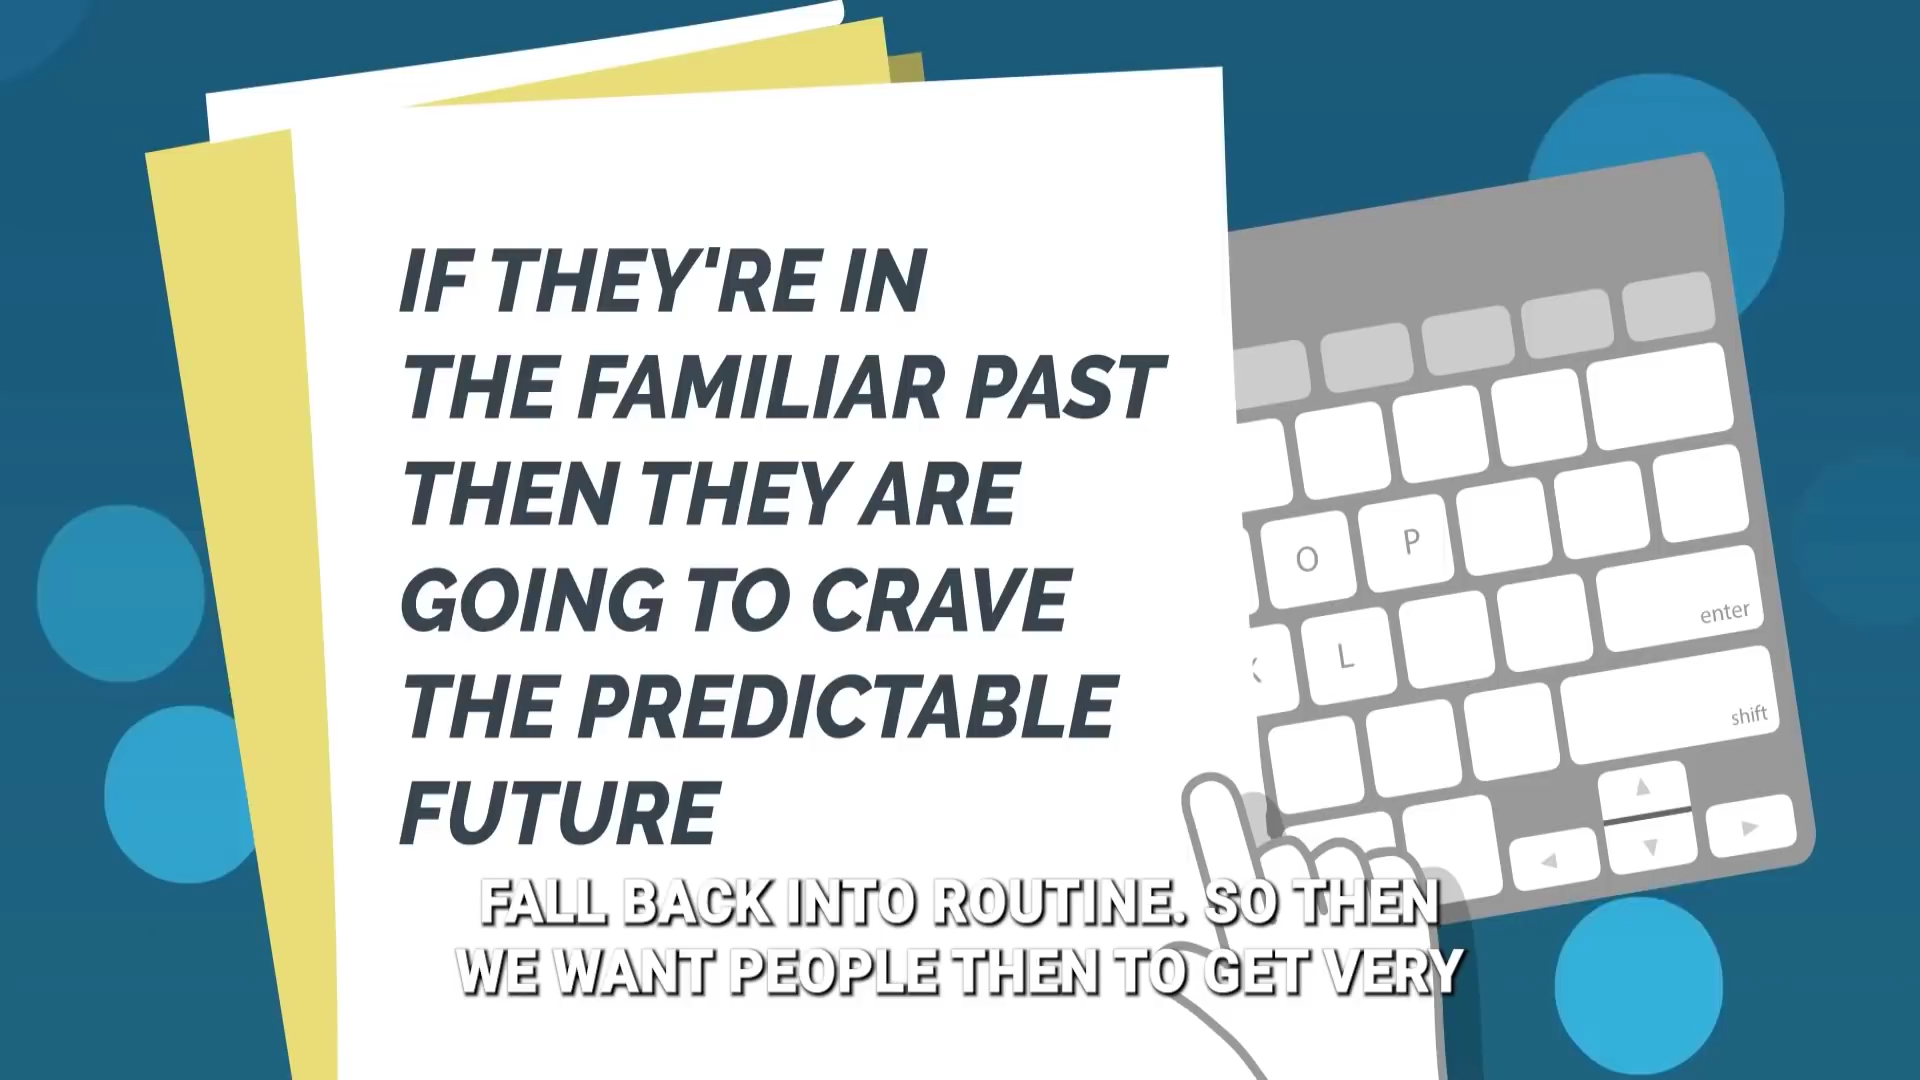 IF THEY'RE IN
THE FAMILIAR PAST
THEN THEY ARE
GOING TO CRAVE
THE PREDICTABLE
FUTURE
FALL BACK INTO ROUTINE. SO THEN
WE WANT PEOPLE THEN TO GET VERY
O
P
enter
L
shift